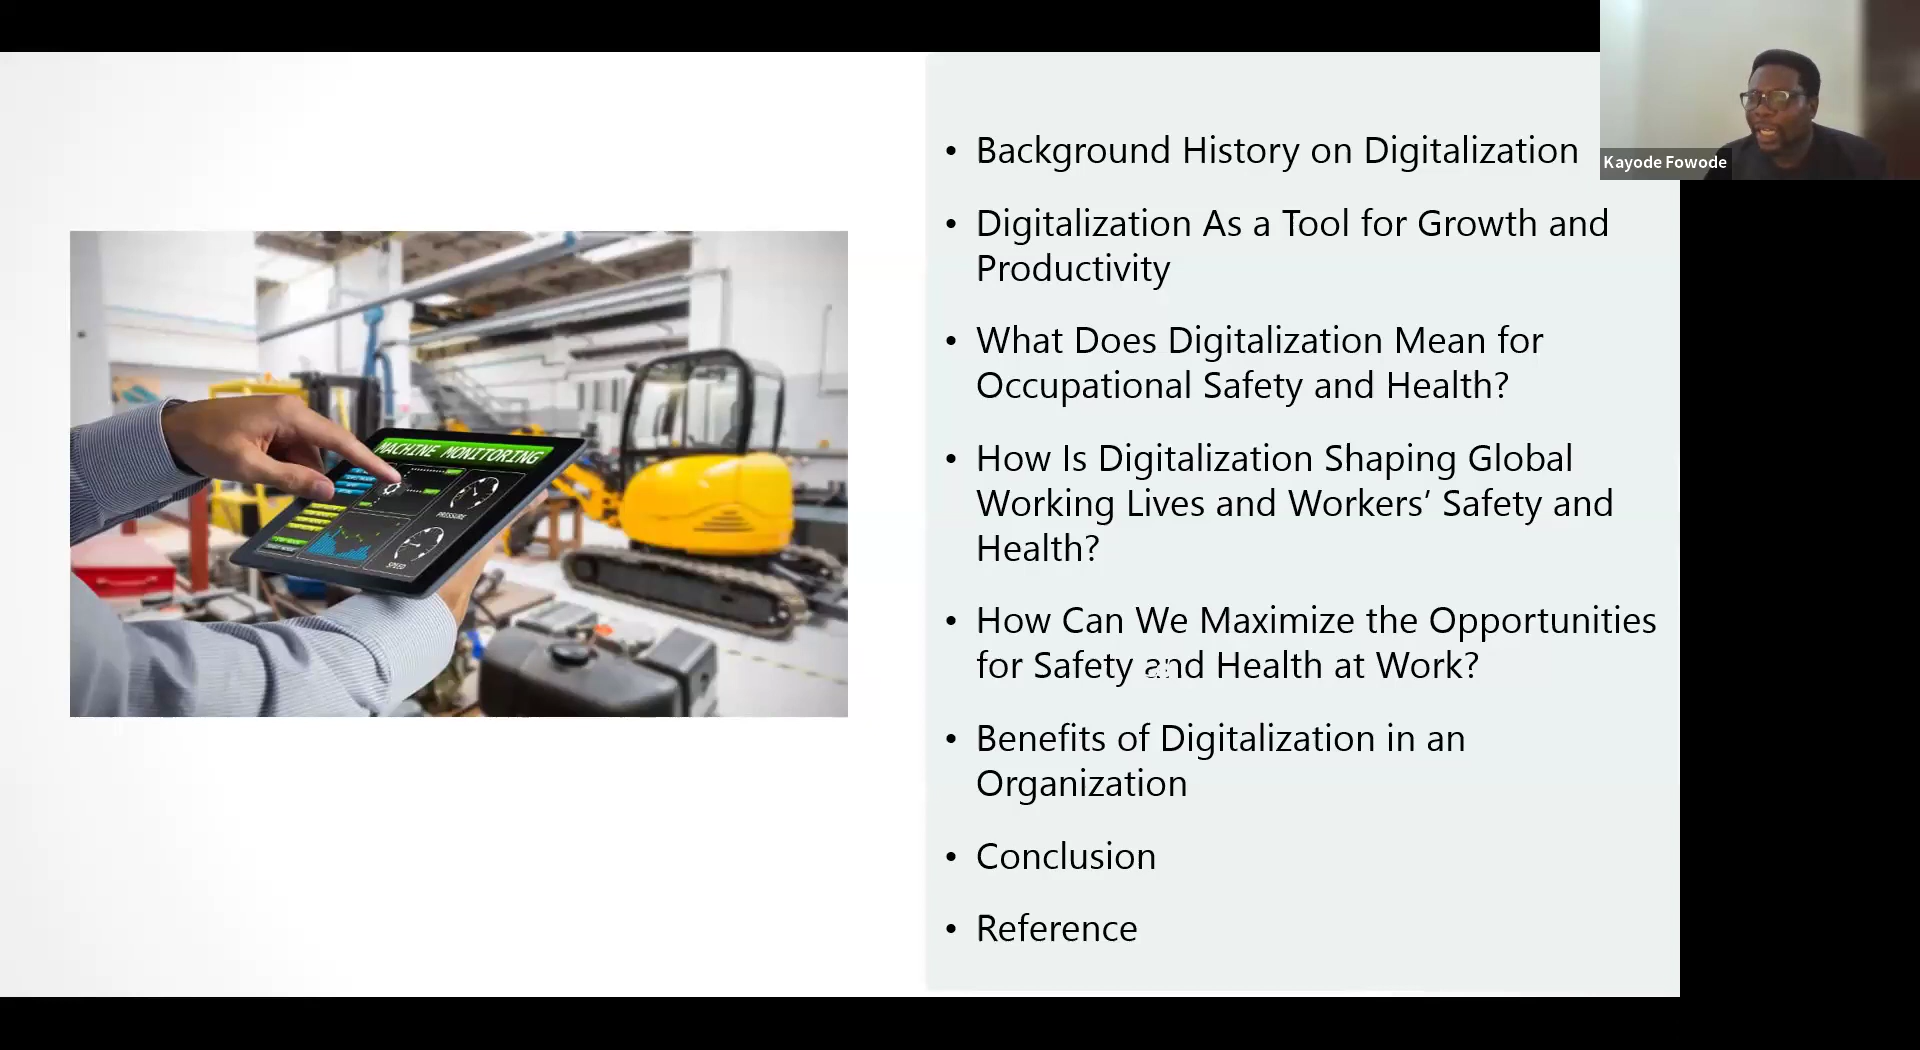 Kayode Fowode
• Background History on Digitalization
• Digitalization As a Tool for Growth and
Productivity
• What Does Digitalization Mean for
Occupational Safety and Health?
• How Is Digitalization Shaping Global
Working Lives and Workers’ Safety and
Health?
• How Can We Maximize the Opportunities
for Safety and Health at Work?
• Benefits of Digitalization in an
Organization
• Conclusion
• Reference
MACHINE MONITORING
PRESSURE
SPEED